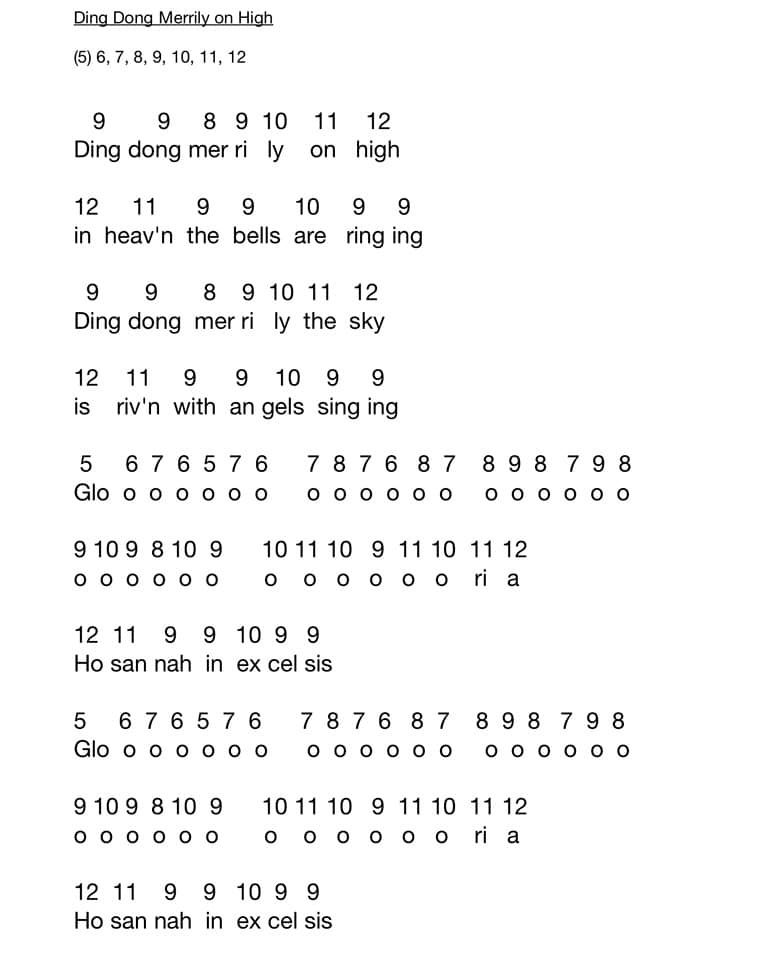 Ding Dong Merrily on High
(5) 6, 7, 8, 9, 10, 11, 12
9 9 8 9 10 11 12
Ding dong mer ri ly on high
12 11 9 9 10 9 9
in heav'n the bells are ring ing
9 9 8 9 10 11 12
Ding dong mer ri ly the sky
12 11 9 9 10 9 9
is riv'n with an gels sing ing
5 6 7 6 5 7 6 7 8 7 6 8 7 8 9 8 7 9 8
Glo o o o o o o o o o o o o o o o o o o
9 10 9 8 10 9 10 11 10 9 11 10 11 12
o o o o o o o o o o o o ri a
12 11 9 9 10 9 9
Ho san nah in ex cel sis
5 6 7 6 5 7 6 7 8 7 6 8 7 8 9 8 7 9 8
Glo o o o o o o o o o o o o o o o o o o
9 10 9 8 10 9 10 11 10 9 11 10 11 12
o o o o o o o o o o o o ri a
12 11 9 9 10 9 9
Ho san nah in ex cel sis